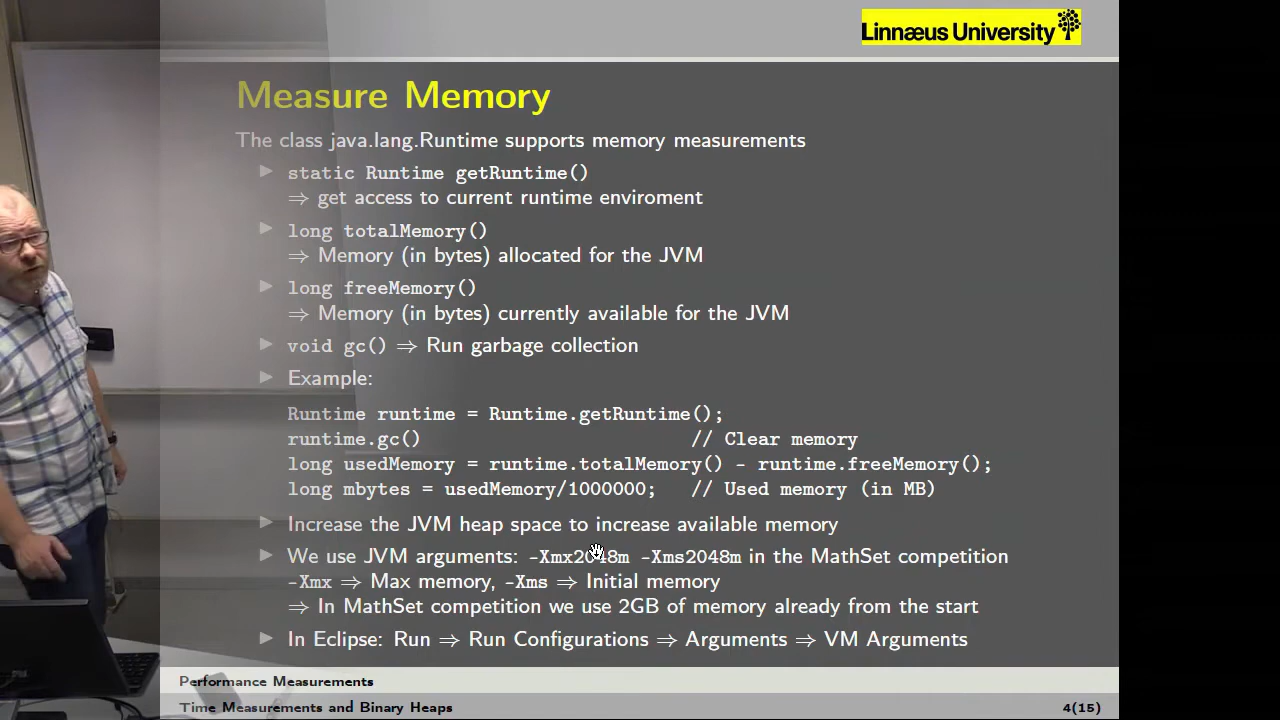 Linnæus University
Measure Memory
The class java.lang.Runtime supports memory measurements
▶ static Runtime getRuntime()
⇒ get access to current runtime enviroment
▶ long totalMemory()
⇒ Memory (in bytes) allocated for the JVM
▶ long freeMemory()
⇒ Memory (in bytes) currently available for the JVM
▶ void gc() ⇒ Run garbage collection
▶ Example:
Runtime runtime = Runtime.getRuntime();
runtime.gc() // Clear memory
long usedMemory = runtime.totalMemory() - runtime.freeMemory();
long mbytes = usedMemory/1000000; // Used memory (in MB)
▶ Increase the JVM heap space to increase available memory
▶ We use JVM arguments: -Xmx2048m -Xms2048m in the MathSet competition
-Xmx ⇒ Max memory, -Xms ⇒ Initial memory
⇒ In MathSet competition we use 2GB of memory already from the start
▶ In Eclipse: Run ⇒ Run Configurations ⇒ Arguments ⇒ VM Arguments
Performance Measurements
Time Measurements and Binary Heaps 4(15)